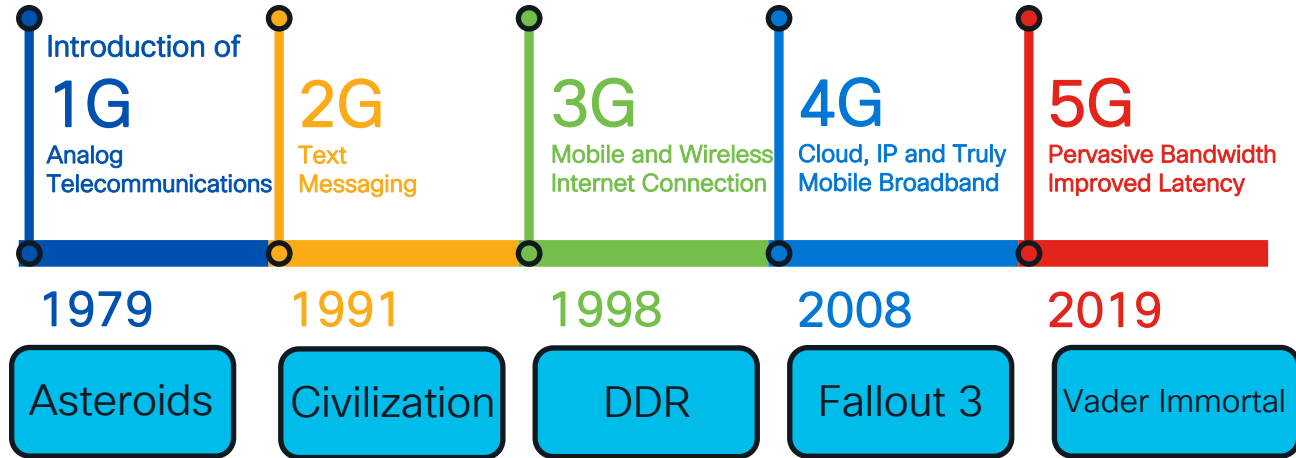 Introduction of
1G
Analog
Telecommunications
2G
Text
Messaging
3G
Mobile and Wireless
Internet Connection
4G
Cloud, IP and Truly
Mobile Broadband
5G
Pervasive Bandwidth
Improved Latency
1979
1991
1998
2008
2019
Asteroids
Civilization
DDR
Fallout 3
Vader Immortal